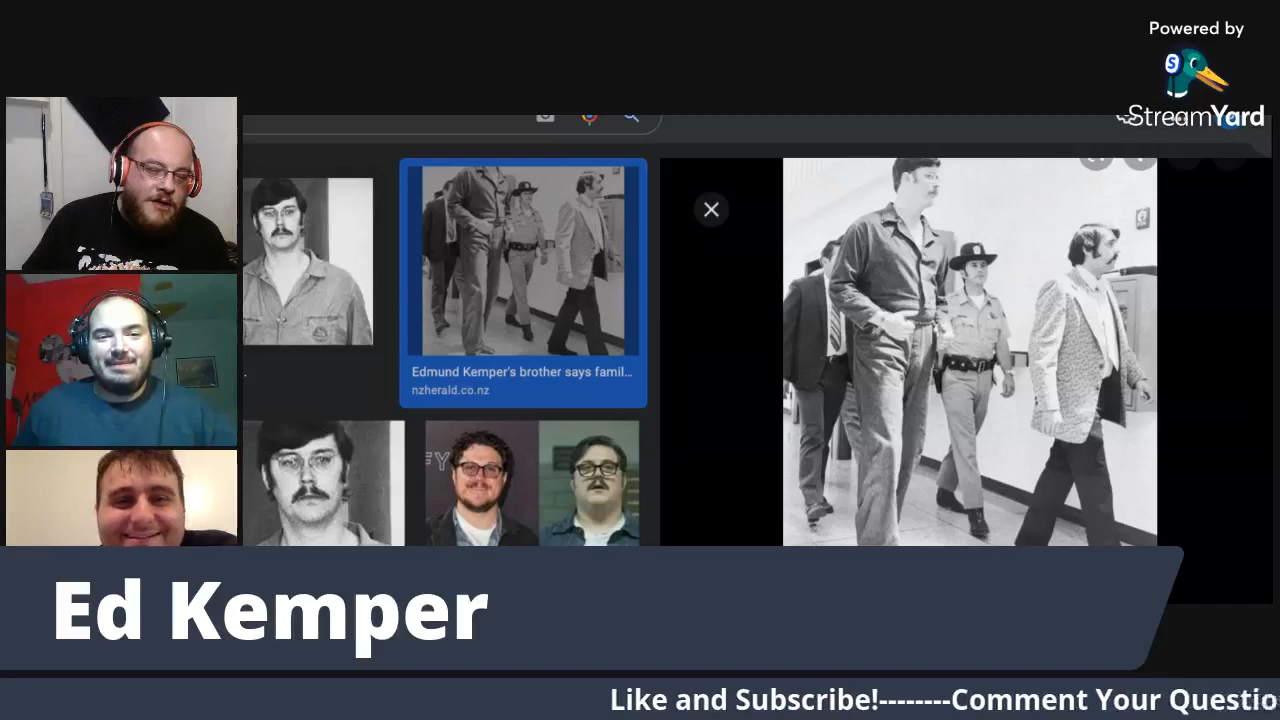 Powered by
StreamYard
Edmund Kemper's brother says famil...
nzherald.co.nz
FY
Ed Kemper
Like and Subscribe!--------Comment Your Questio